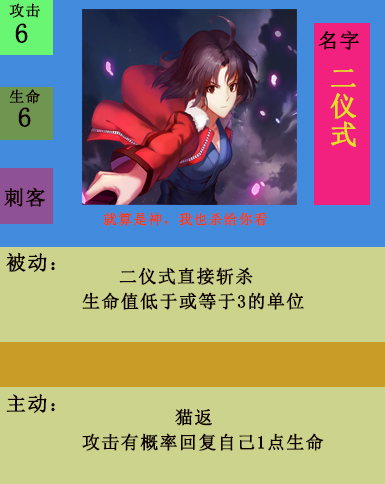 攻击
6
生命
6
刺客
名字
二仪式
就算是神，我也杀给你看
被动：
二仪式直接斩杀
生命值低于或等于3的单位
主动：
猫返
攻击有概率回复自己1点生命